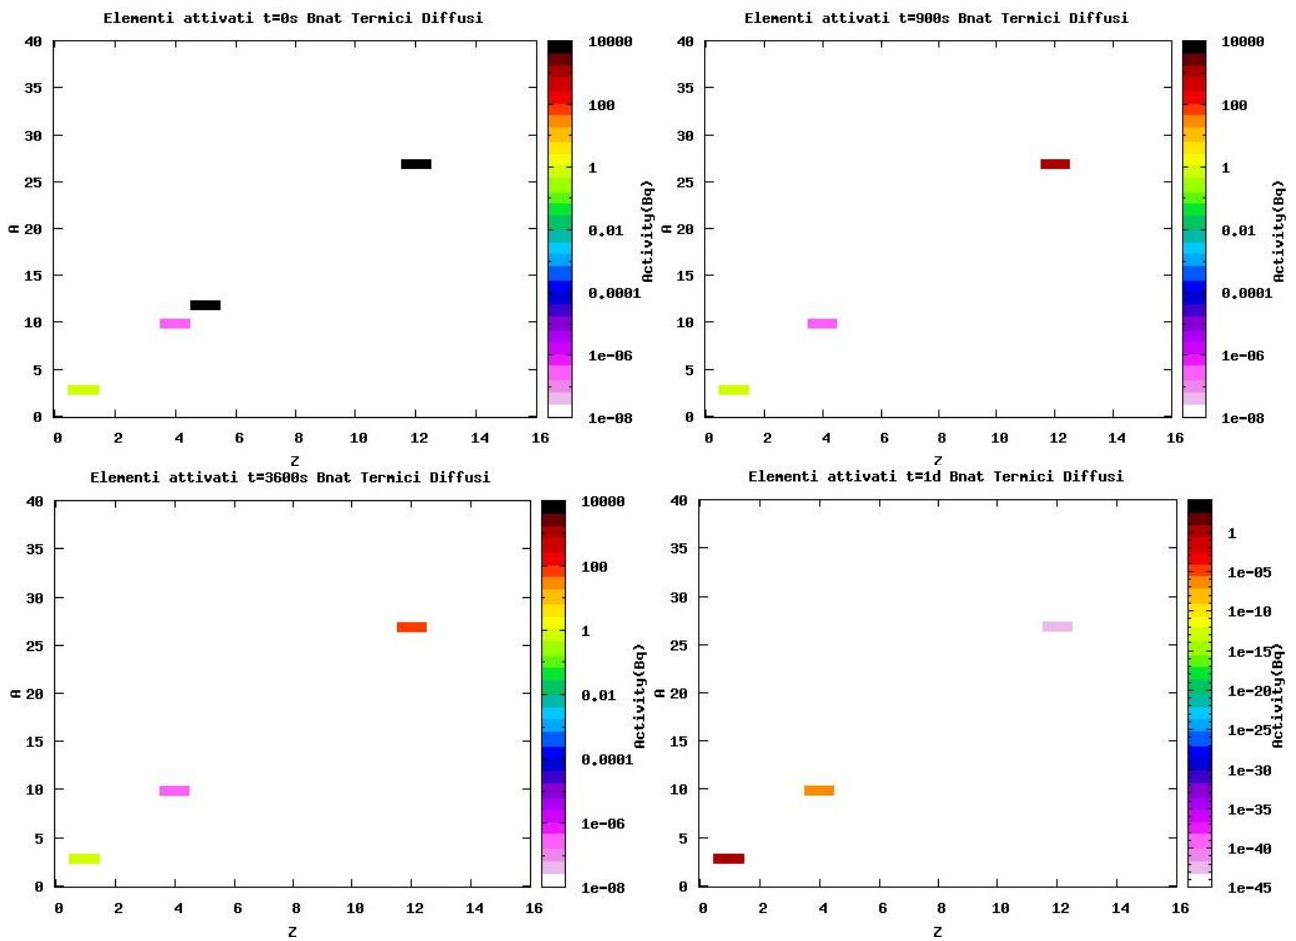 Elementi attivati t=0s Bnat Termici Diffusi
40
35
30
25
20
15
10
5
0
A
0 2 4 6 8 10 12 14 16
Z
10000
100
1
0.01
0.0001
1e-06
1e-08
Activity(Bq)
Elementi attivati t=900s Bnat Termici Diffusi
40
35
30
25
20
15
10
5
0
A
0 2 4 6 8 10 12 14 16
Z
10000
100
1
0.01
0.0001
1e-06
1e-08
Activity(Bq)
Elementi attivati t=3600s Bnat Termici Diffusi
40
35
30
25
20
15
10
5
0
A
0 2 4 6 8 10 12 14 16
Z
10000
100
1
0.01
0.0001
1e-06
1e-08
Activity(Bq)
Elementi attivati t=1d Bnat Termici Diffusi
40
35
30
25
20
15
10
5
0
A
0 2 4 6 8 10 12 14 16
Z
1
1e-05
1e-10
1e-15
1e-20
1e-25
1e-30
1e-35
1e-40
1e-45
Activity(Bq)